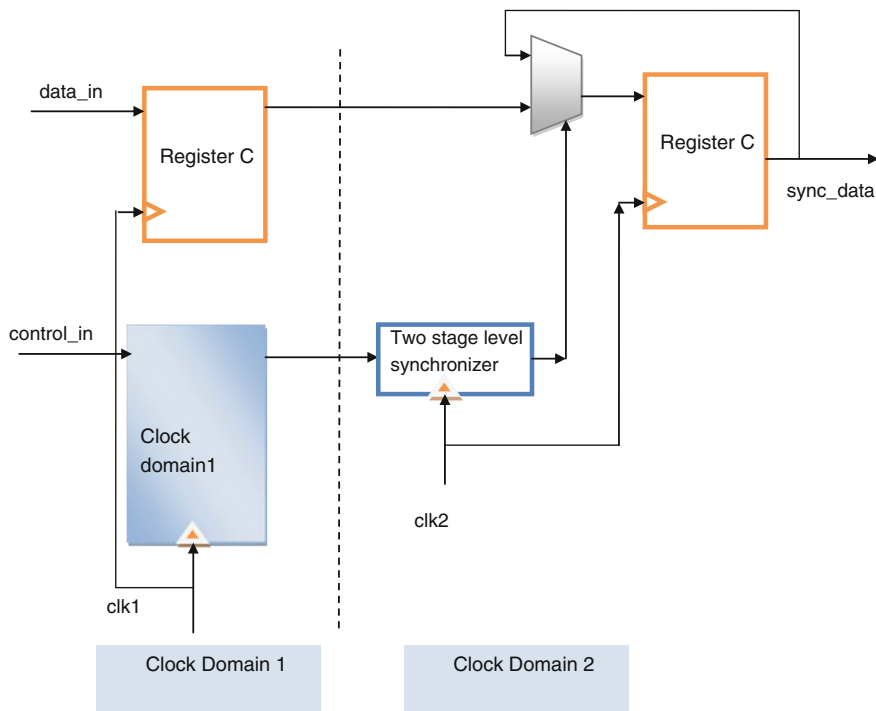 data_in
Register C
Register C
sync_data
control_in
Two stage level
synchronizer
Clock
domain1
clk2
clk1
Clock Domain 1
Clock Domain 2